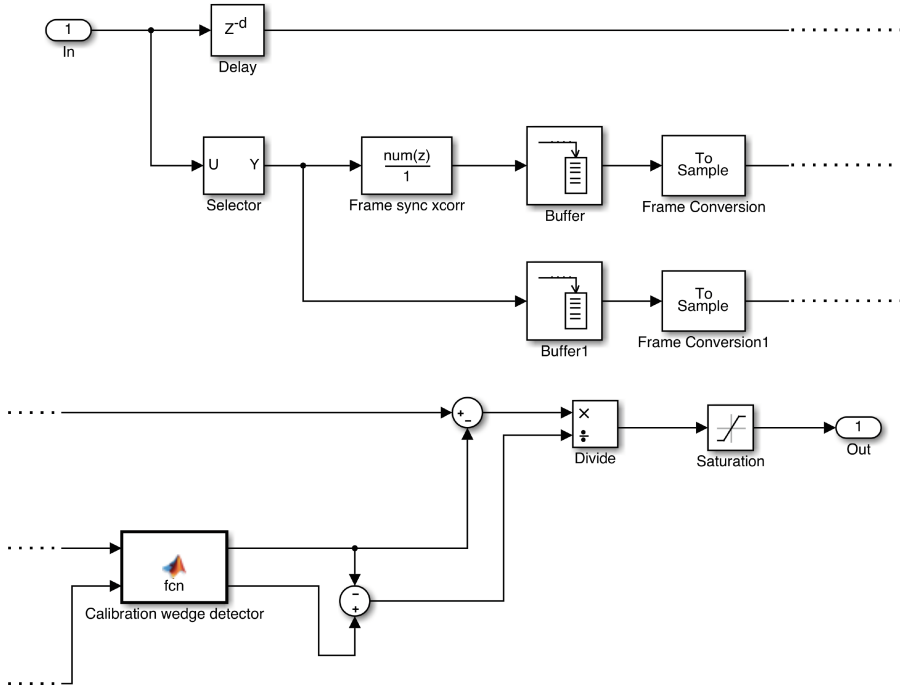 1
In
Z-d
Delay
U Y
Selector
num(z)
1
Frame sync xcorr
Buffer
To
Sample
Frame Conversion
Buffer1
To
Sample
Frame Conversion1
+
−
×
÷
Divide
Saturation
1
Out
fcn
Calibration wedge detector
−
+